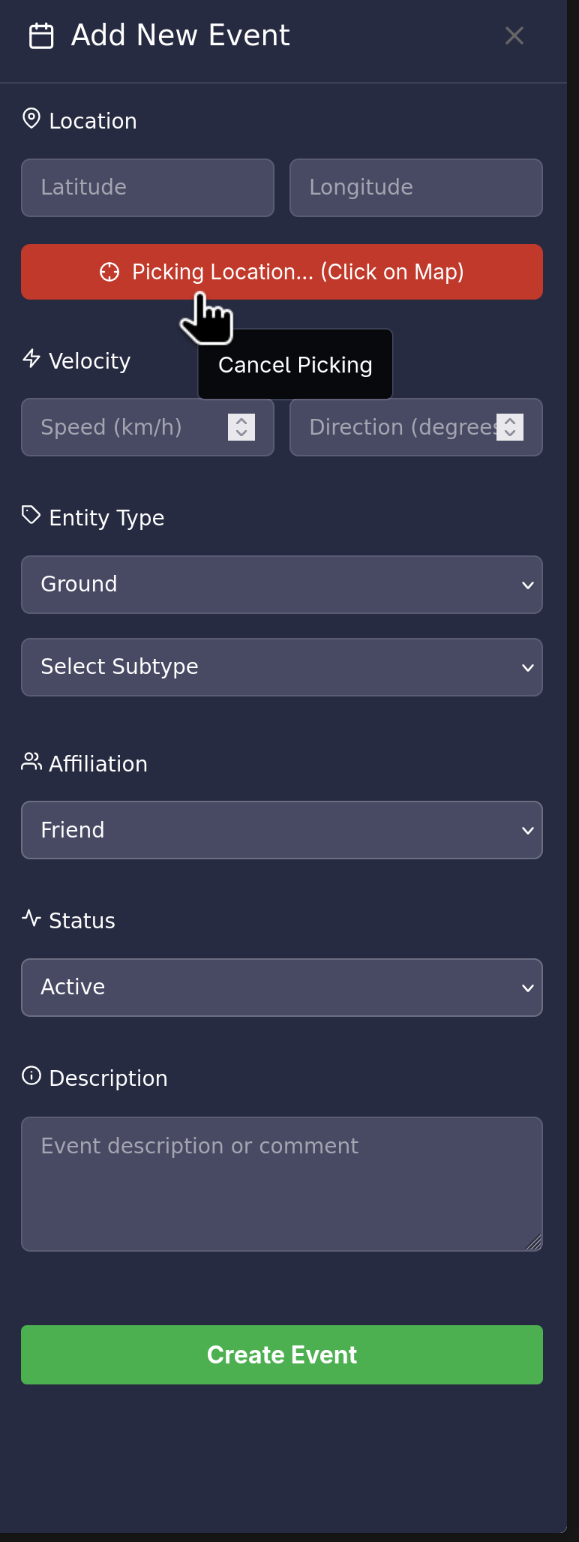 Add New Event
Location
Latitude
Longitude
Picking Location... (Click on Map)
Cancel Picking
Velocity
Speed (km/h)
Direction (degrees
Entity Type
Ground
Select Subtype
Affiliation
Friend
Status
Active
Description
Event description or comment
Create Event